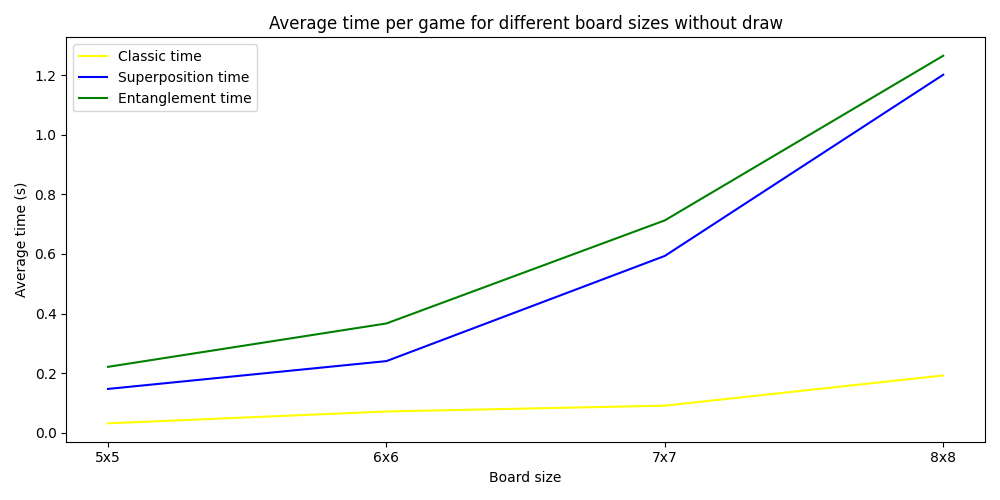 Average time per game for different board sizes without draw
Classic time
Superposition time
Entanglement time
1.2
1.0
0.8
0.6
0.4
0.2
0.0
Average time (s)
5x5 6x6 7x7 8x8
Board size